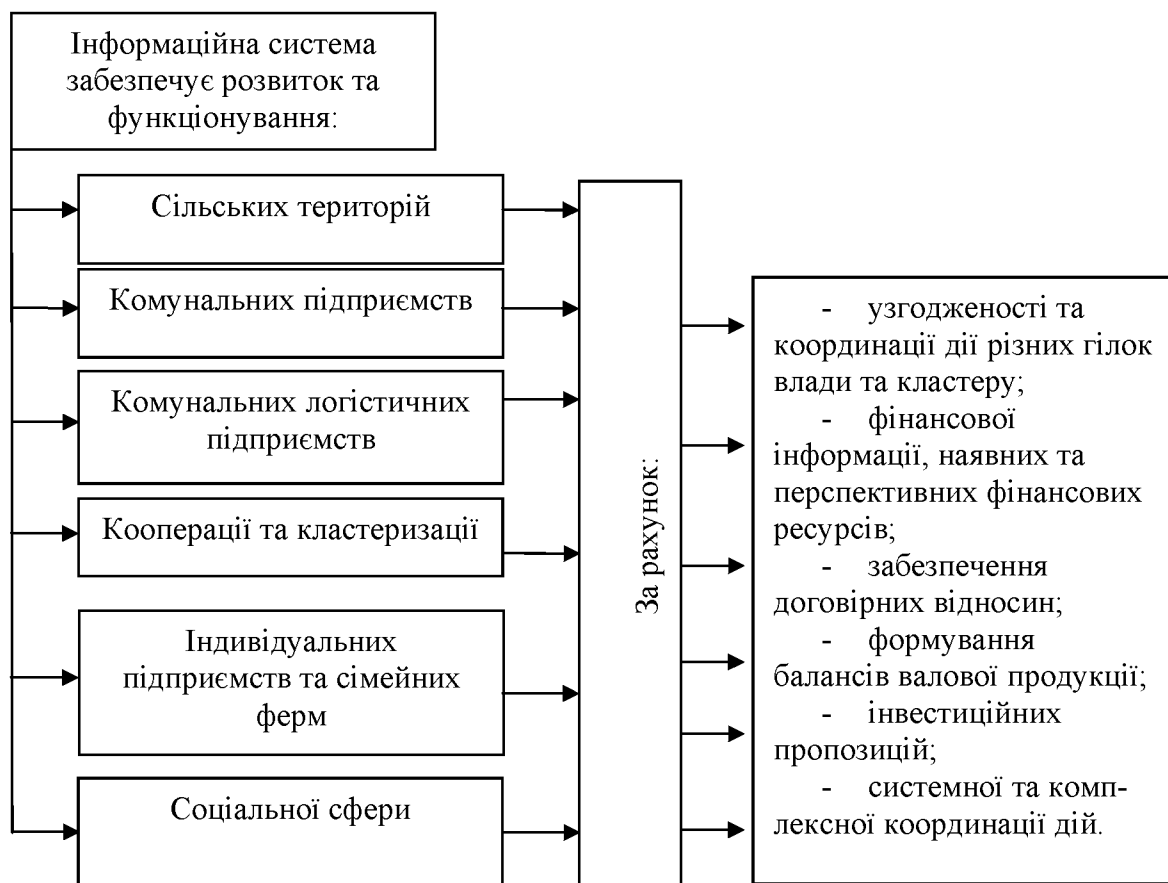 Інформаційна система
забезпечує розвиток та
функціонування:
Сільських територій
Комунальних підприємств
Комунальних логістичних
підприємств
Кооперації та кластеризації
Індивідуальних
підприємств та сімейних
ферм
Соціальної сфери
За рахунок:
- узгодженості та
координації дії різних гілок
влади та кластеру;
- фінансової
інформації, наявних та
перспективних фінансових
ресурсів;
- забезпечення
договірних відносин;
- формування
балансів валової продукції;
- інвестиційних
пропозицій;
- системної та комп-
лексної координації дій.